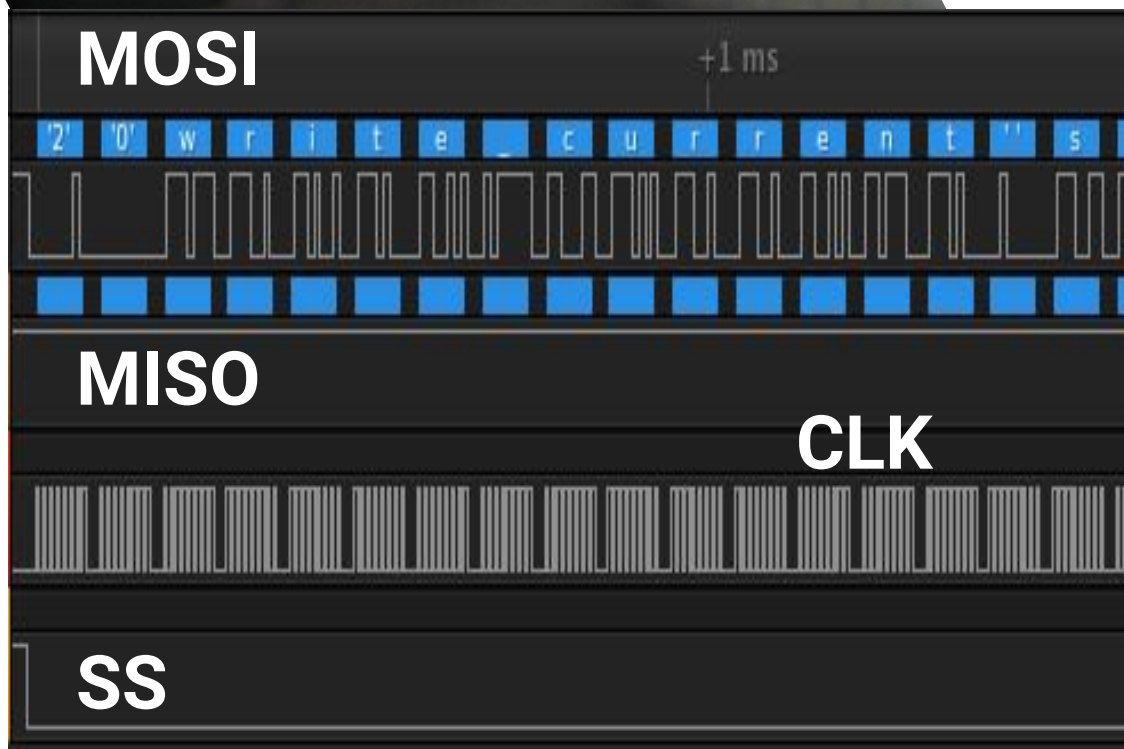 MOSI
+1 ms
'2' '0' w r i t e _ c u r r e n t ' ' s
MISO
CLK
SS